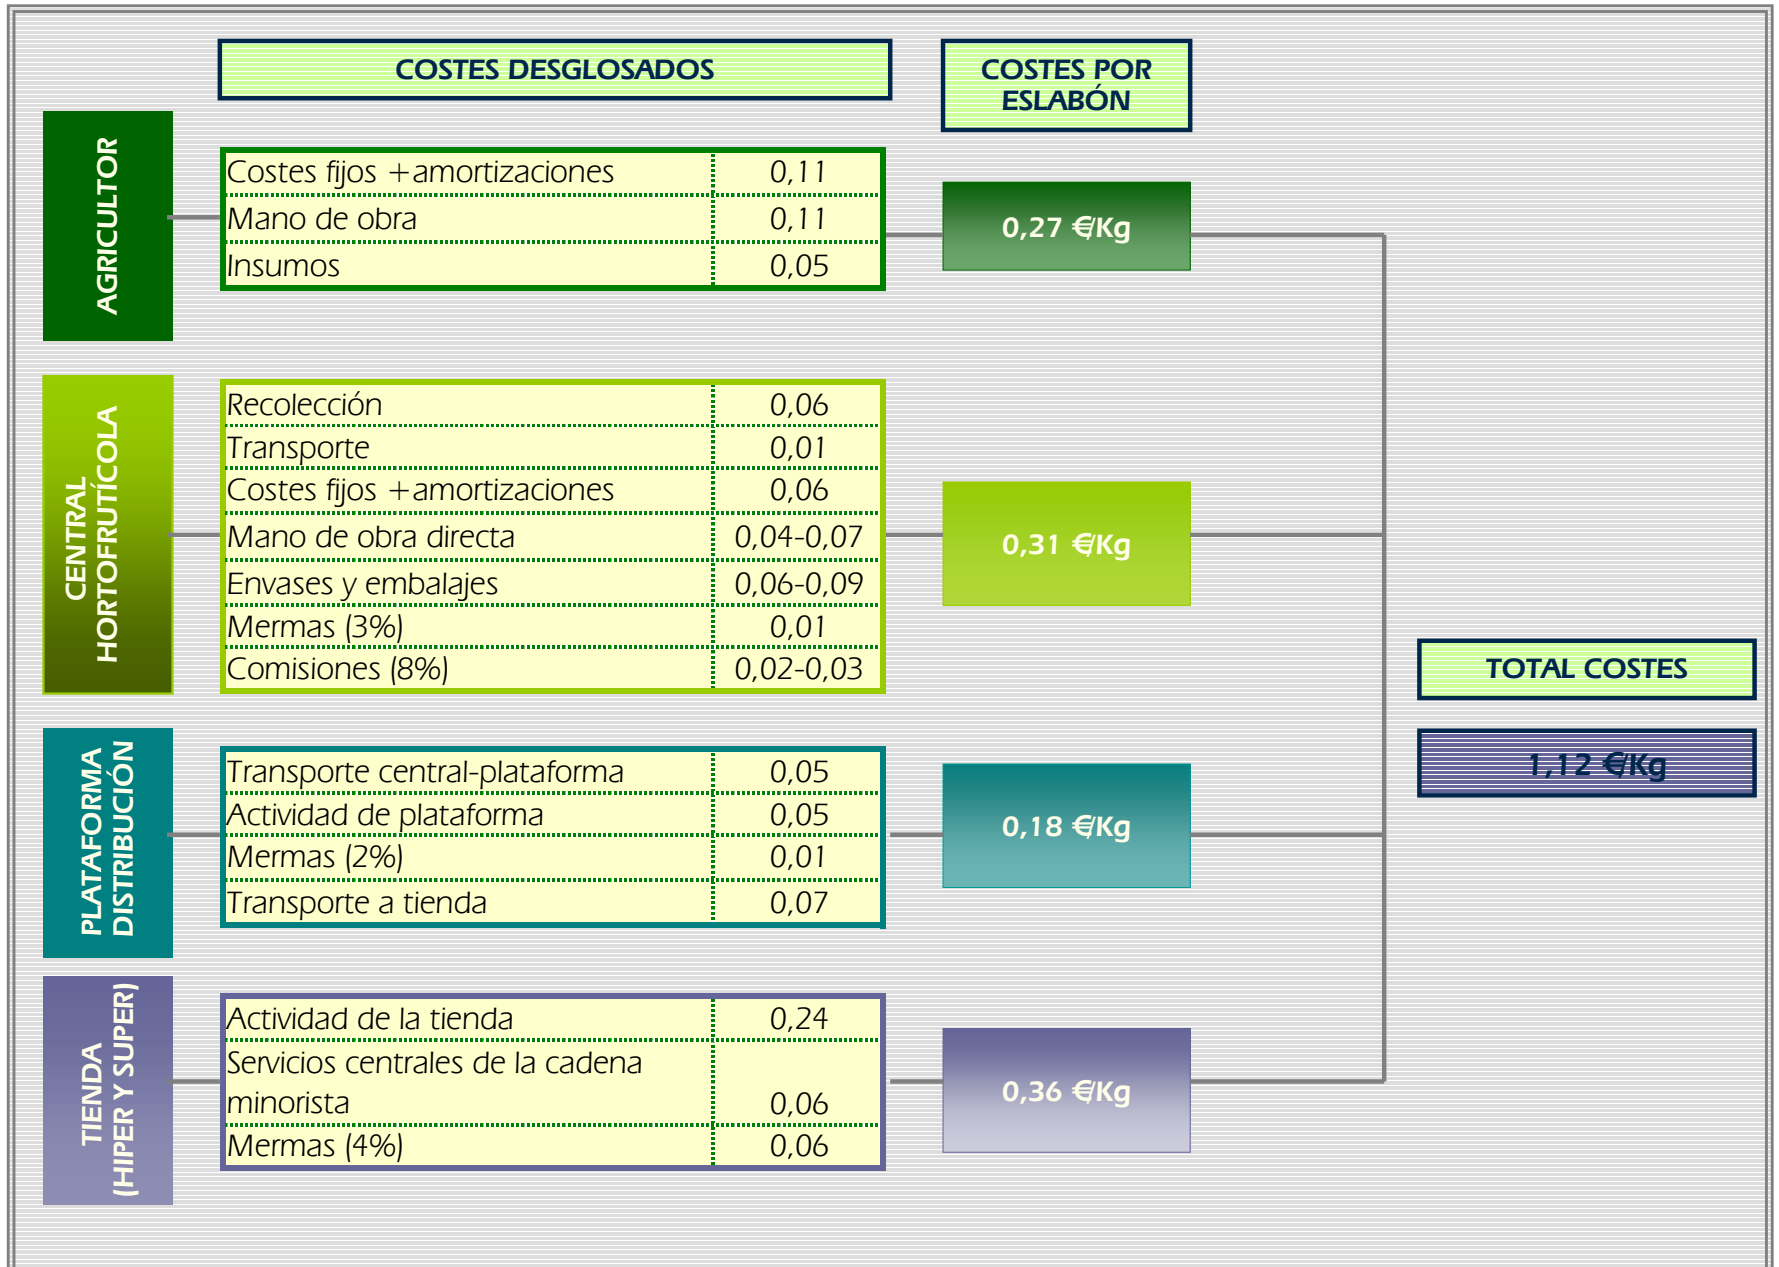 COSTES DESGLOSADOS
COSTES POR
ESLABÓN
AGRICULTOR
Costes fijos +amortizaciones 0,11
Mano de obra 0,11
Insumos 0,05
0,27 €/Kg
CENTRAL
HORTOFRUTÍCOLA
Recolección 0,06
Transporte 0,01
Costes fijos +amortizaciones 0,06
Mano de obra directa 0,04-0,07
Envases y embalajes 0,06-0,09
Mermas (3%) 0,01
Comisiones (8%) 0,02-0,03
0,31 €/Kg
TOTAL COSTES
1,12 €/Kg
PLATAFORMA
DISTRIBUCIÓN
Transporte central-plataforma 0,05
Actividad de plataforma 0,05
Mermas (2%) 0,01
Transporte a tienda 0,07
0,18 €/Kg
TIENDA
(HIPER Y SUPER)
Actividad de la tienda 0,24
Servicios centrales de la cadena
minorista 0,06
Mermas (4%) 0,06
0,36 €/Kg